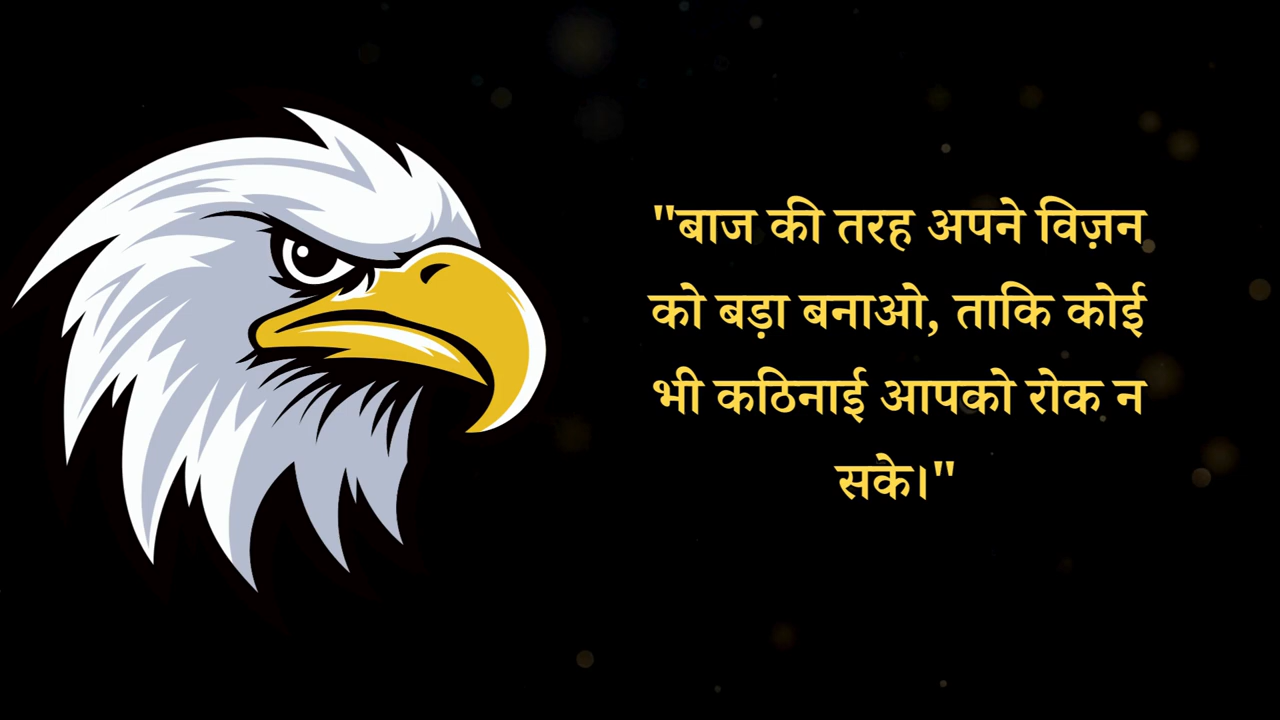 "बाज की तरह अपने विज़न
को बड़ा बनाओ, ताकि कोई
भी कठिनाई आपको रोक न
सके।"